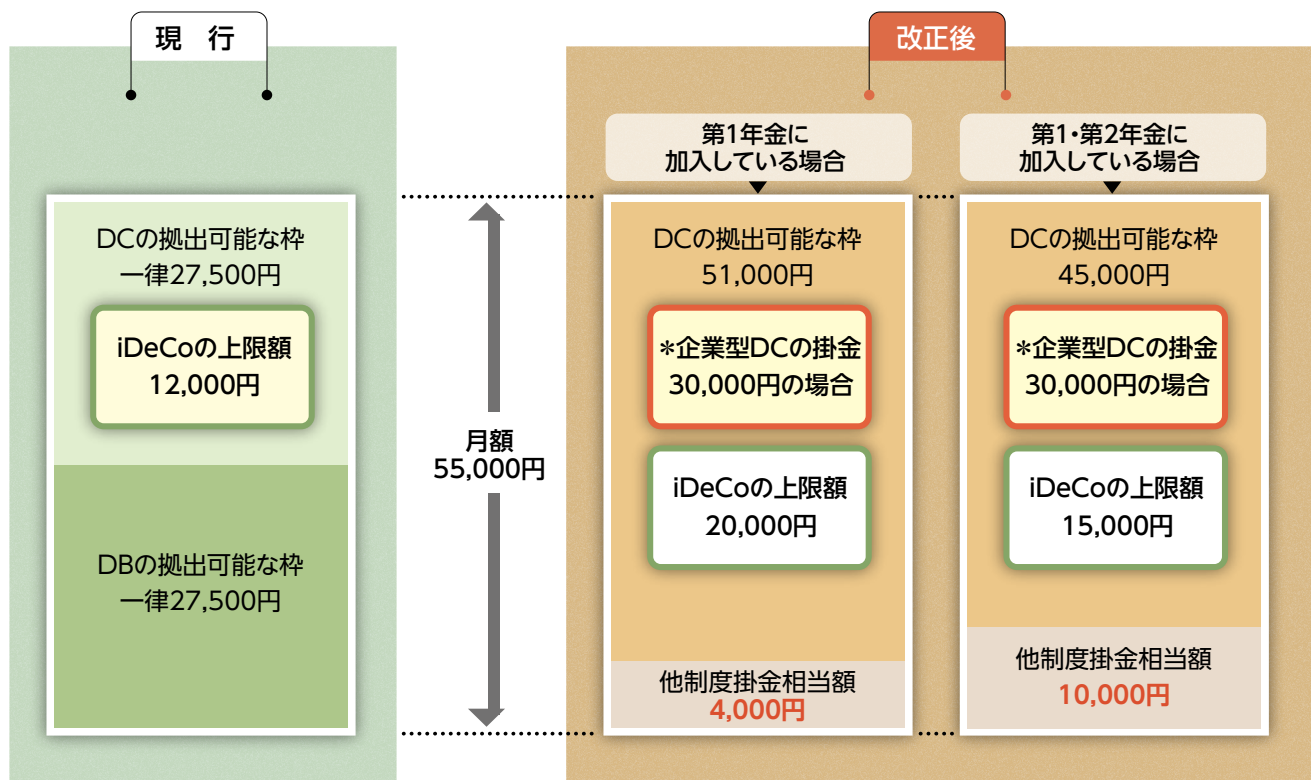 現 行
DCの拠出可能な枠
一律27,500円
iDeCoの上限額
12,000円
DBの拠出可能な枠
一律27,500円
月額
55,000円
改正後
第1年金に
加入している場合
DCの拠出可能な枠
51,000円
*企業型DCの掛金
30,000円の場合
iDeCoの上限額
20,000円
他制度掛金相当額
4,000円
第1・第2年金に
加入している場合
DCの拠出可能な枠
45,000円
*企業型DCの掛金
30,000円の場合
iDeCoの上限額
15,000円
他制度掛金相当額
10,000円